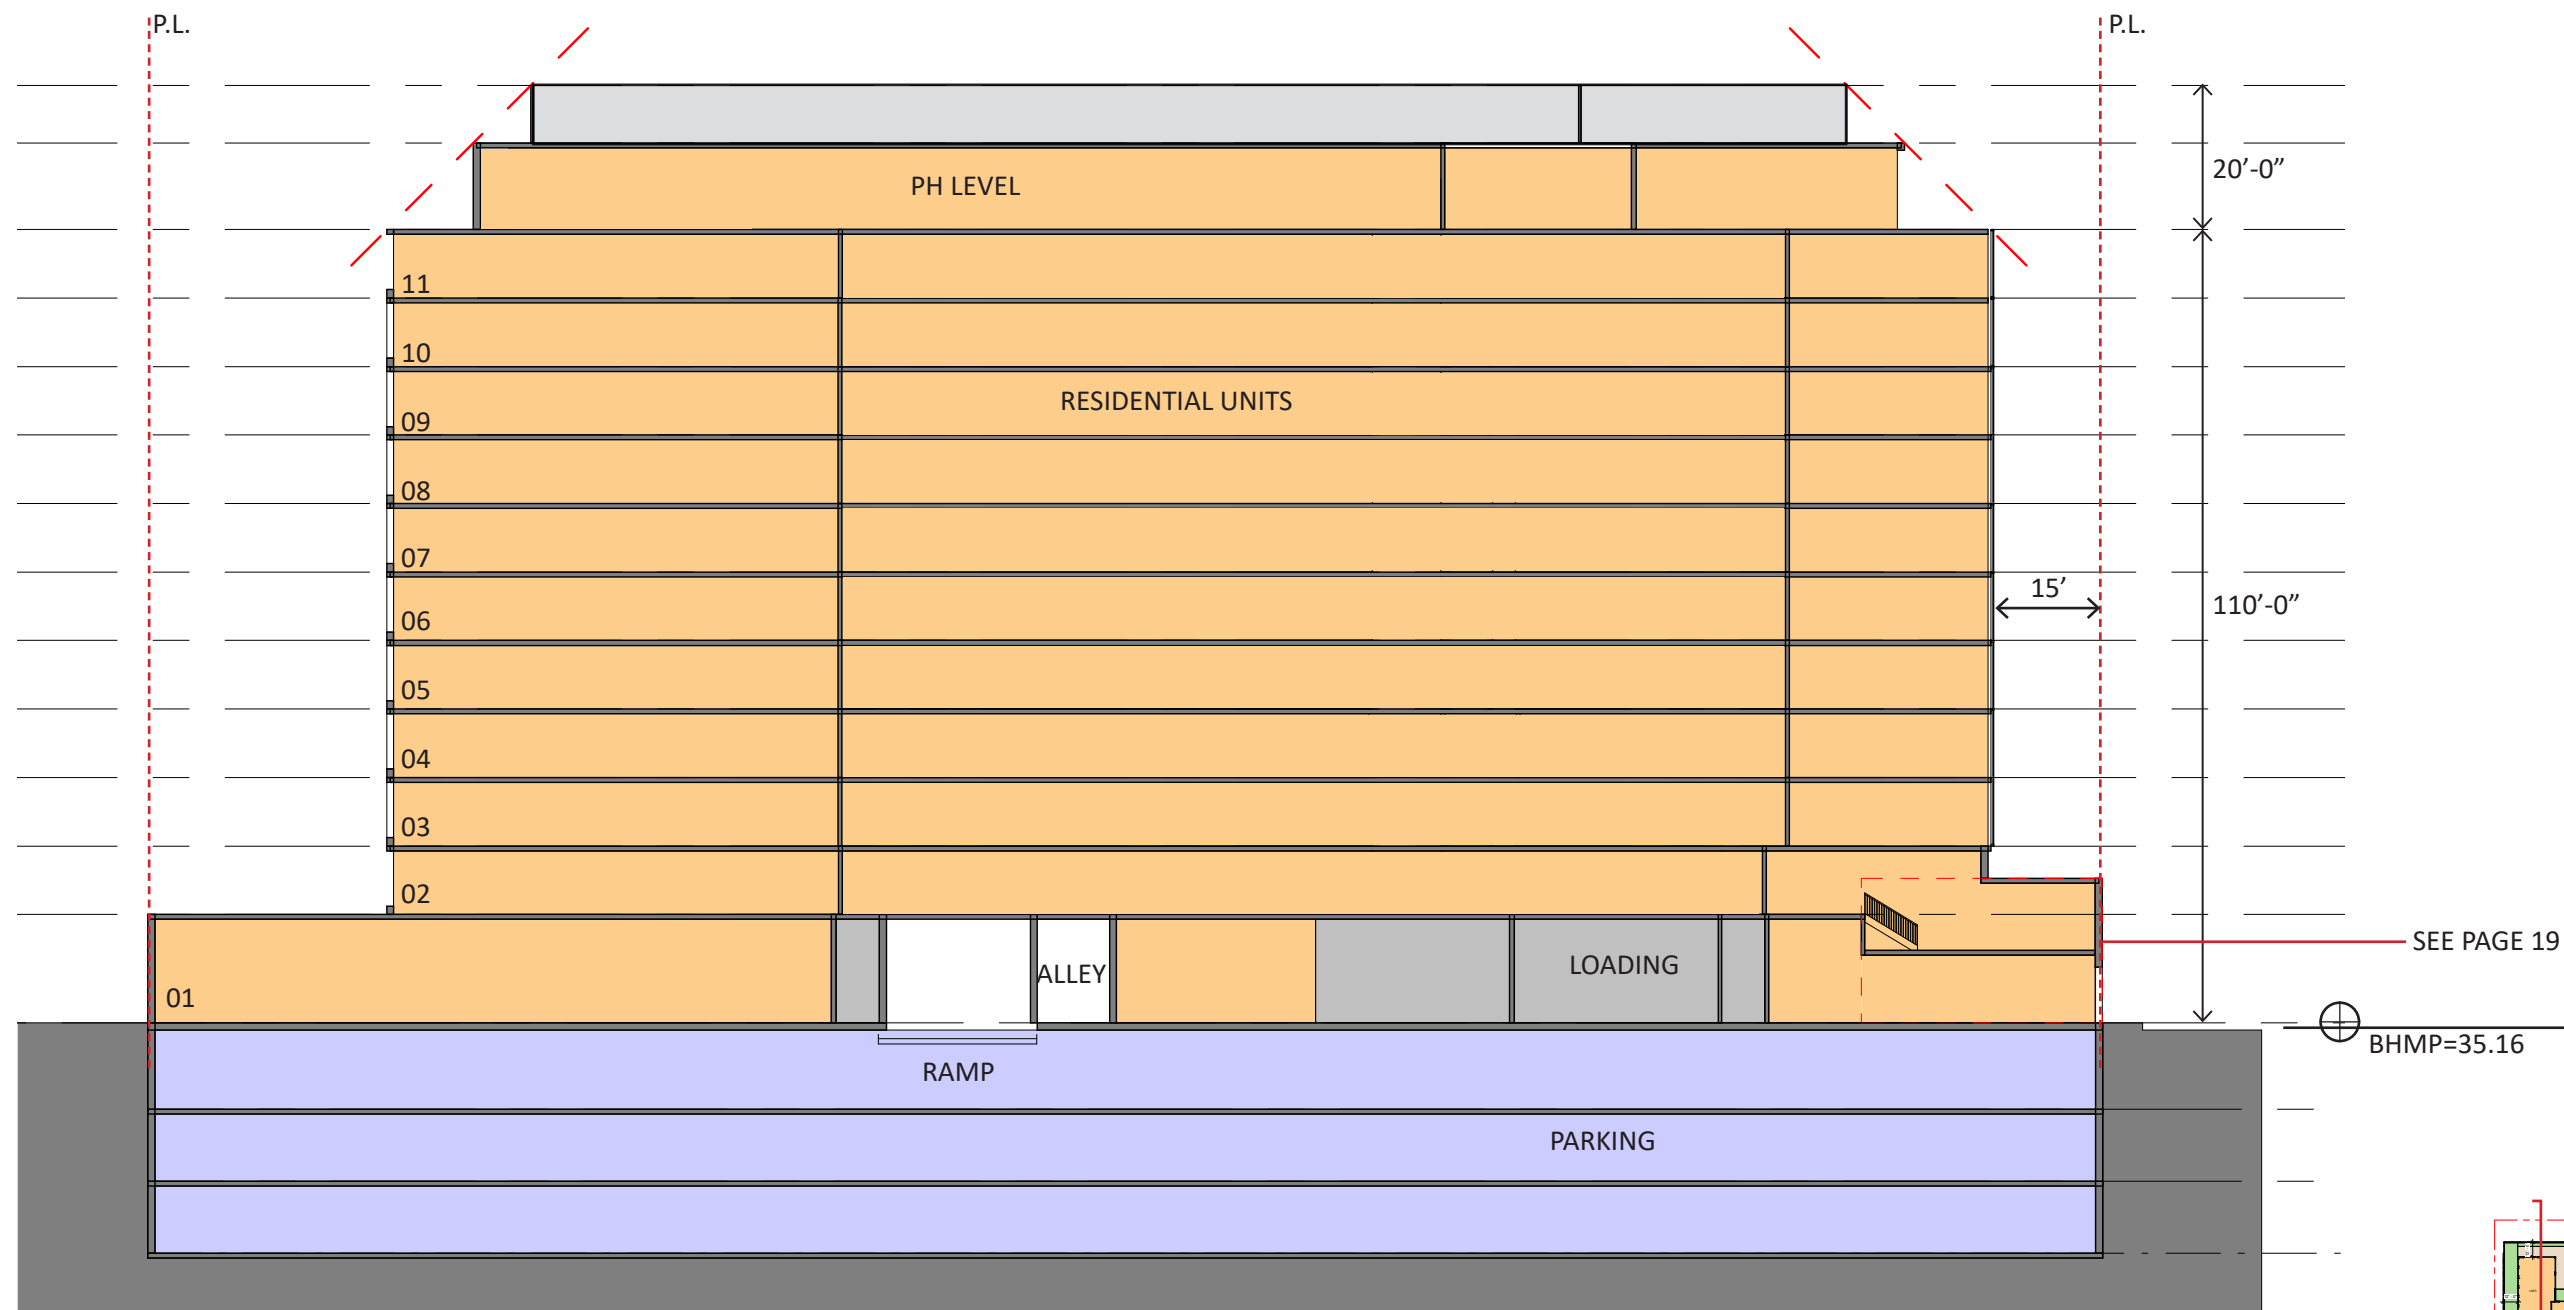 P.L.
P.L.
20’-0”
PH LEVEL
11
10
09
RESIDENTIAL UNITS
08
07
06
15’
110’-0”
05
04
03
02
SEE PAGE 19
ALLEY
LOADING
01
BHMP=35.16
RAMP
PARKING